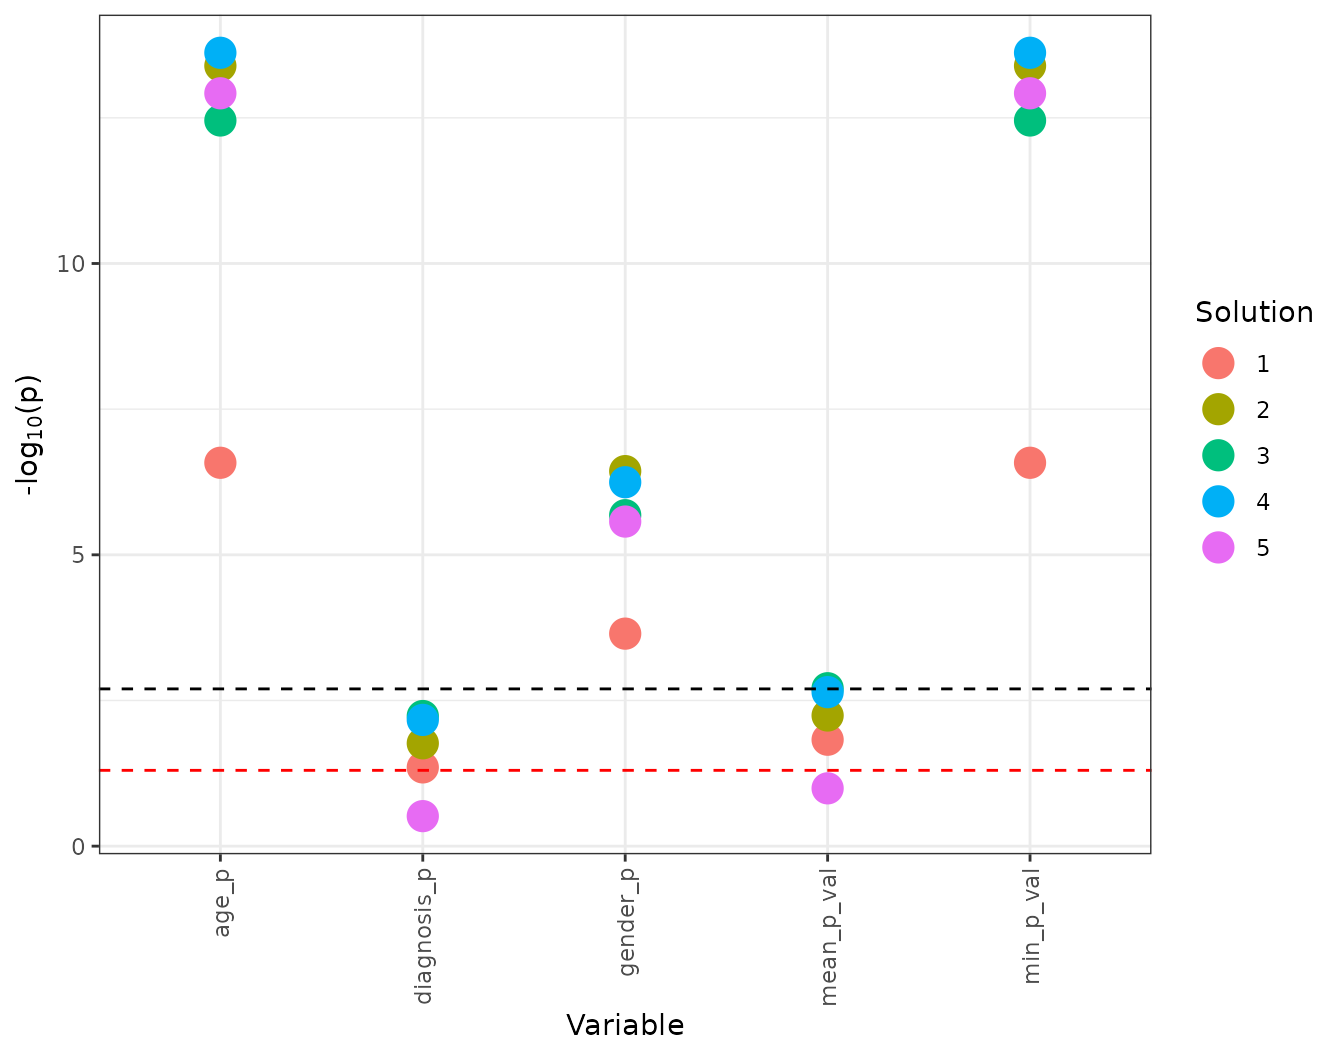 -log₁₀(p)
10
5
0
age_p
diagnosis_p
gender_p
mean_p_val
min_p_val
Variable
Solution
1
2
3
4
5